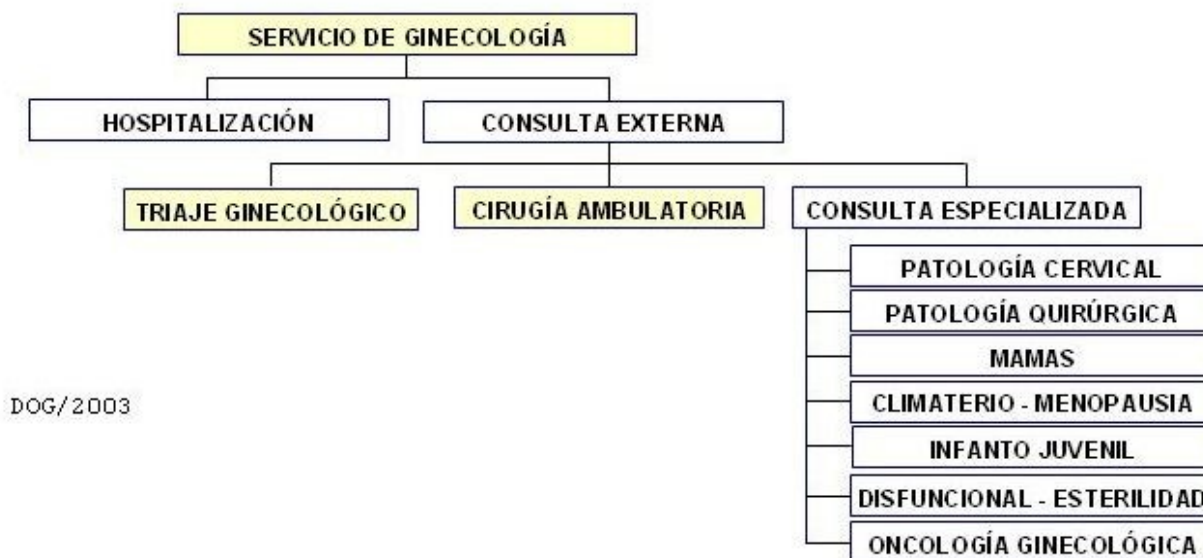 SERVICIO DE GINECOLOGÍA
HOSPITALIZACIÓN
CONSULTA EXTERNA
TRIAJE GINECOLÓGICO
CIRUGÍA AMBULATORIA
CONSULTA ESPECIALIZADA
PATOLOGÍA CERVICAL
PATOLOGÍA QUIRÚRGICA
MAMAS
CLIMATERIO - MENOPAUSIA
INFANTO JUVENIL
DISFUNCIONAL - ESTERILIDAD
ONCOLOGÍA GINECOLÓGICA
DOG/2003